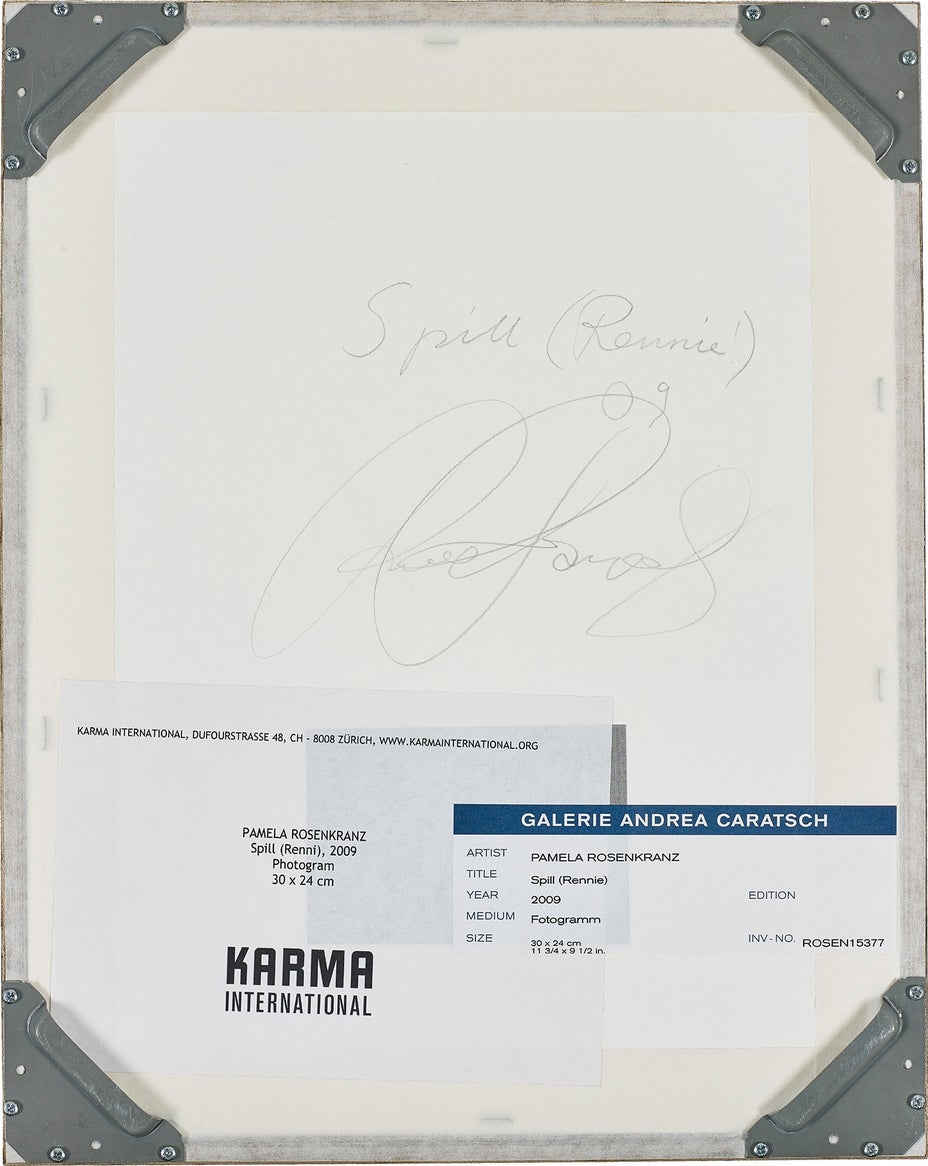 Spill (Rennie!)
09
KARMA INTERNATIONAL, DUFOURSTRASSE 48, CH - 8008 ZÜRICH, WWW.KARMAINTERNATIONAL.ORG
PAMELA ROSENKRANZ
Spill (Renni), 2009
Photogram
30 x 24 cm
KARMA
INTERNATIONAL
GALERIE ANDREA CARATSCH
ARTIST PAMELA ROSENKRANZ
TITLE Spill (Rennie)
YEAR 2009 EDITION
MEDIUM Fotogramm
SIZE 30 x 24 cm
11 3/4 x 9 1/2 in.
INV-NO. ROSEN15377